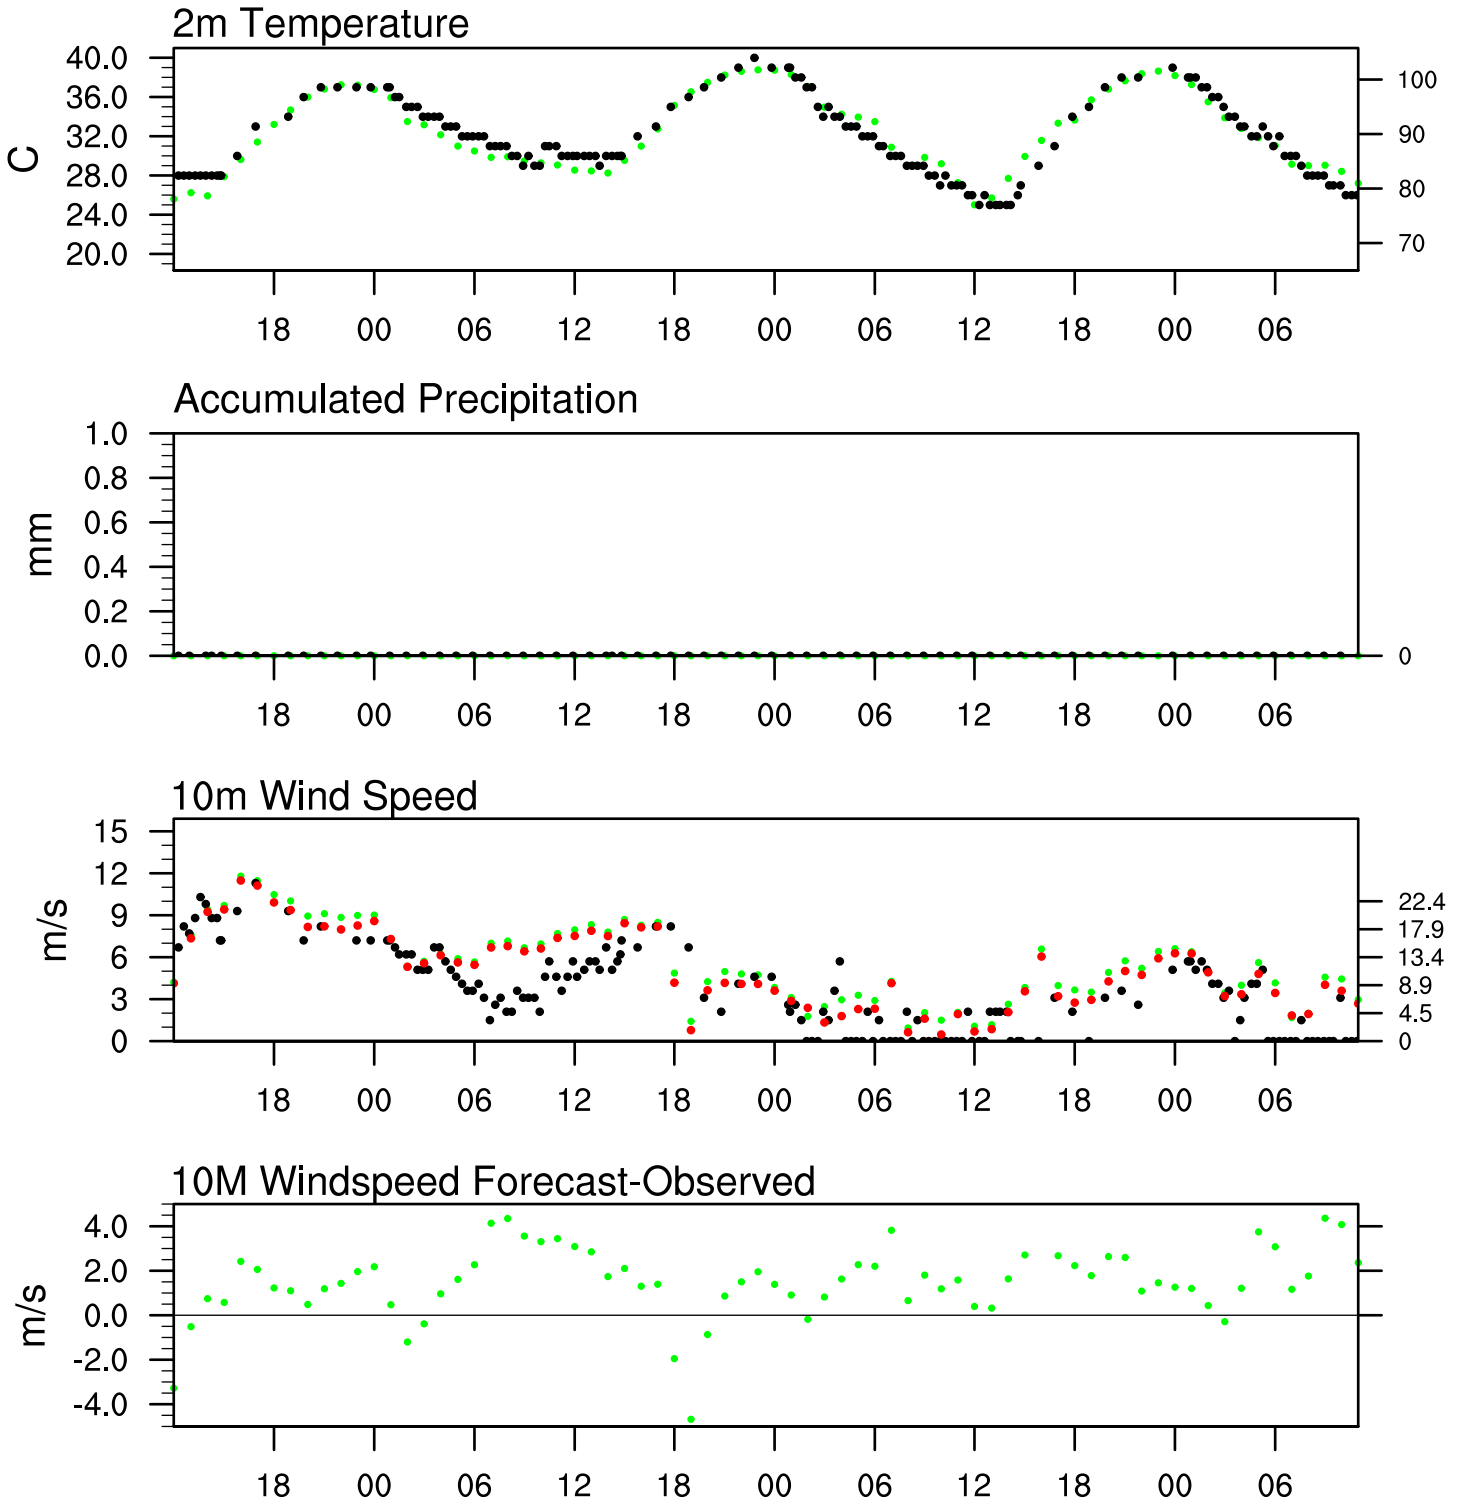 2m Temperature
40.0
36.0
32.0
28.0
24.0
20.0
C
100
90
80
70
18 00 06 12 18 00 06 12 18 00 06
Accumulated Precipitation
1.0
0.8
0.6
0.4
0.2
0.0
mm
0
18 00 06 12 18 00 06 12 18 00 06
10m Wind Speed
15
12
9
6
3
0
m/s
22.4
17.9
13.4
8.9
4.5
0
18 00 06 12 18 00 06 12 18 00 06
10M Windspeed Forecast-Observed
4.0
2.0
0.0
-2.0
-4.0
m/s
18 00 06 12 18 00 06 12 18 00 06